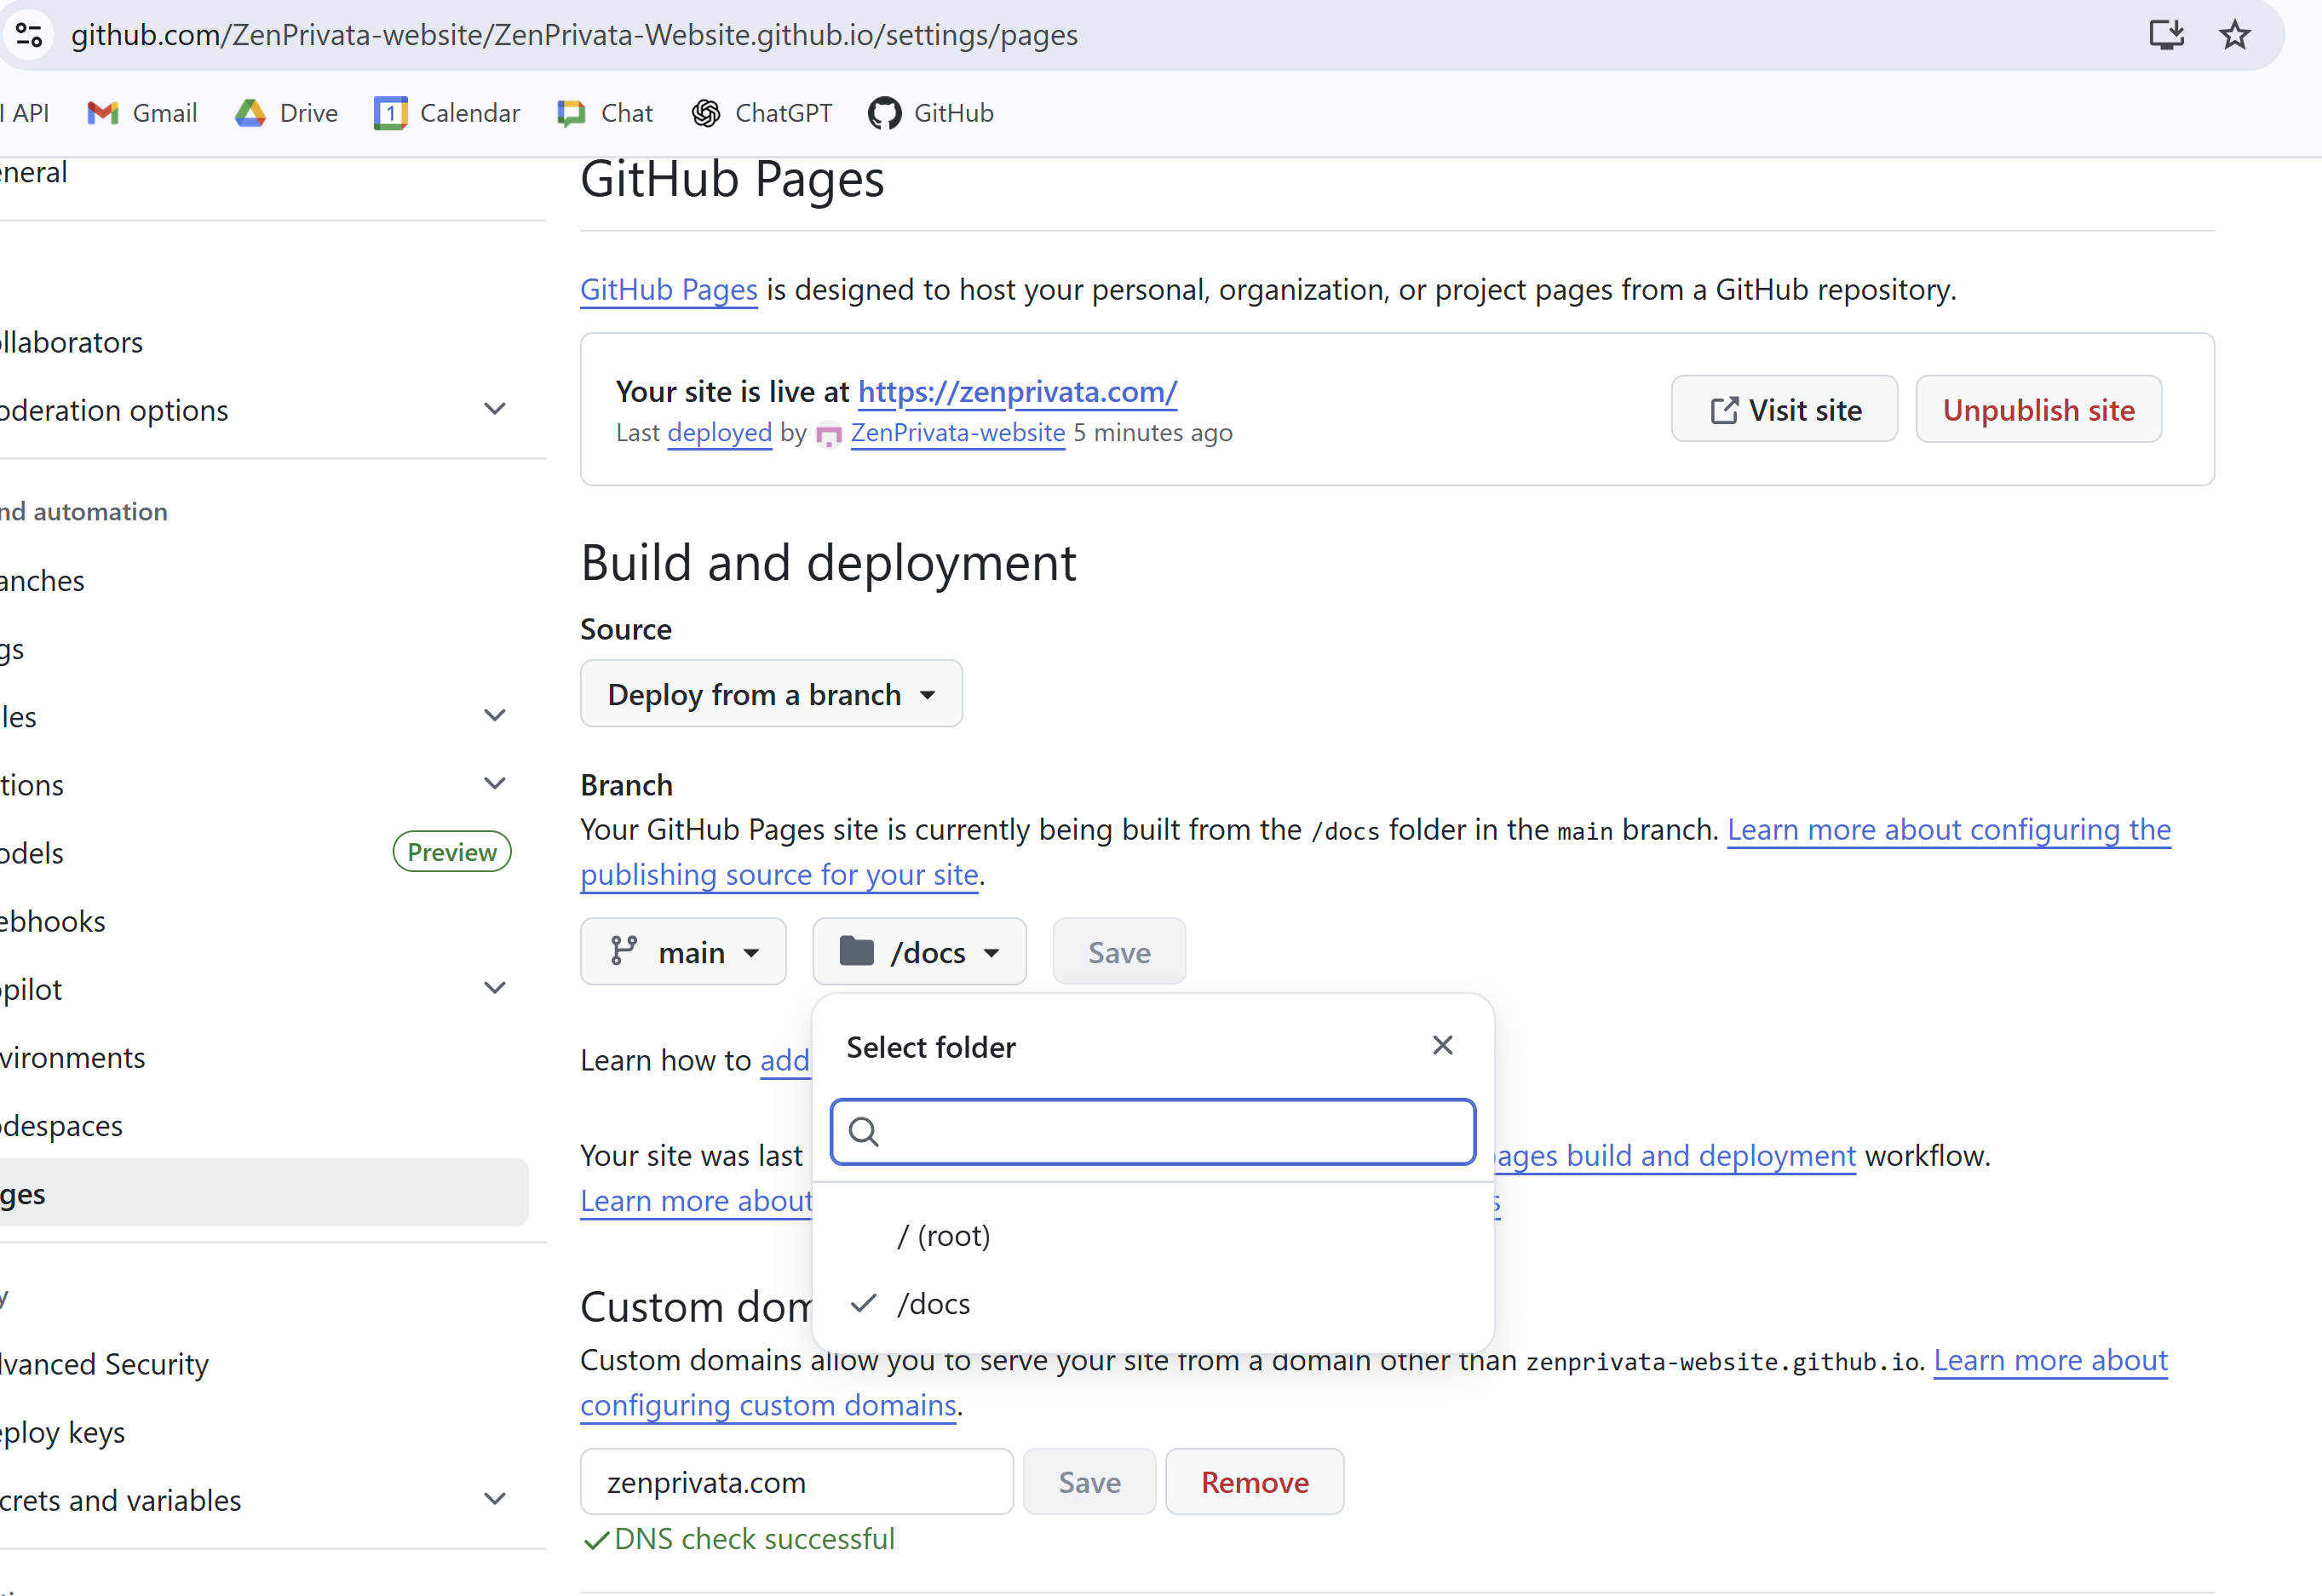 github.com/ZenPrivata-website/ZenPrivata-Website.github.io/settings/pages
API
Gmail
Drive
1
Calendar
Chat
ChatGPT
GitHub
eneral
ollaborators
oderation options
nd automation
anches
gs
les
tions
odels
Preview
ebhooks
opilot
vironments
odespaces
ges
y
dvanced Security
eploy keys
crets and variables
GitHub Pages
GitHub Pages is designed to host your personal, organization, or project pages from a GitHub repository.
Your site is live at https://zenprivata.com/
Last deployed by ZenPrivata-website 5 minutes ago
Visit site
Unpublish site
Build and deployment
Source
Deploy from a branch
Branch
Your GitHub Pages site is currently being built from the /docs folder in the main branch. Learn more about configuring the
publishing source for your site.
main
/docs
Save
Select folder
/ (root)
/docs
Learn how to add
Your site was last ages build and deployment workflow.
Learn more about s
Custom dom
Custom domains allow you to serve your site from a domain other than zenprivata-website.github.io. Learn more about
configuring custom domains.
zenprivata.com
Save
Remove
DNS check successful